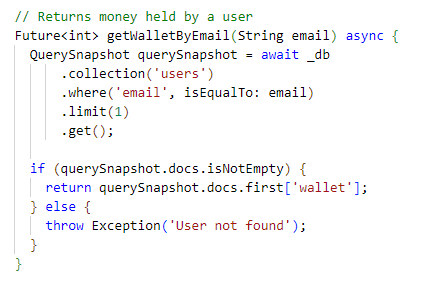 // Returns money held by a user
Future<int> getWalletByEmail(String email) async {
  QuerySnapshot querySnapshot = await _db
      .collection('users')
      .where('email', isEqualTo: email)
      .limit(1)
      .get();

  if (querySnapshot.docs.isNotEmpty) {
    return querySnapshot.docs.first['wallet'];
  } else {
    throw Exception('User not found');
  }
}